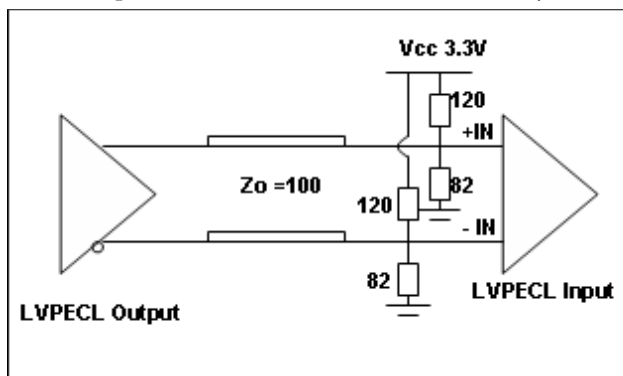 Vcc 3.3V
120
+IN
Zo =100
82
120
- IN
82
LVPECL Input
LVPECL Output